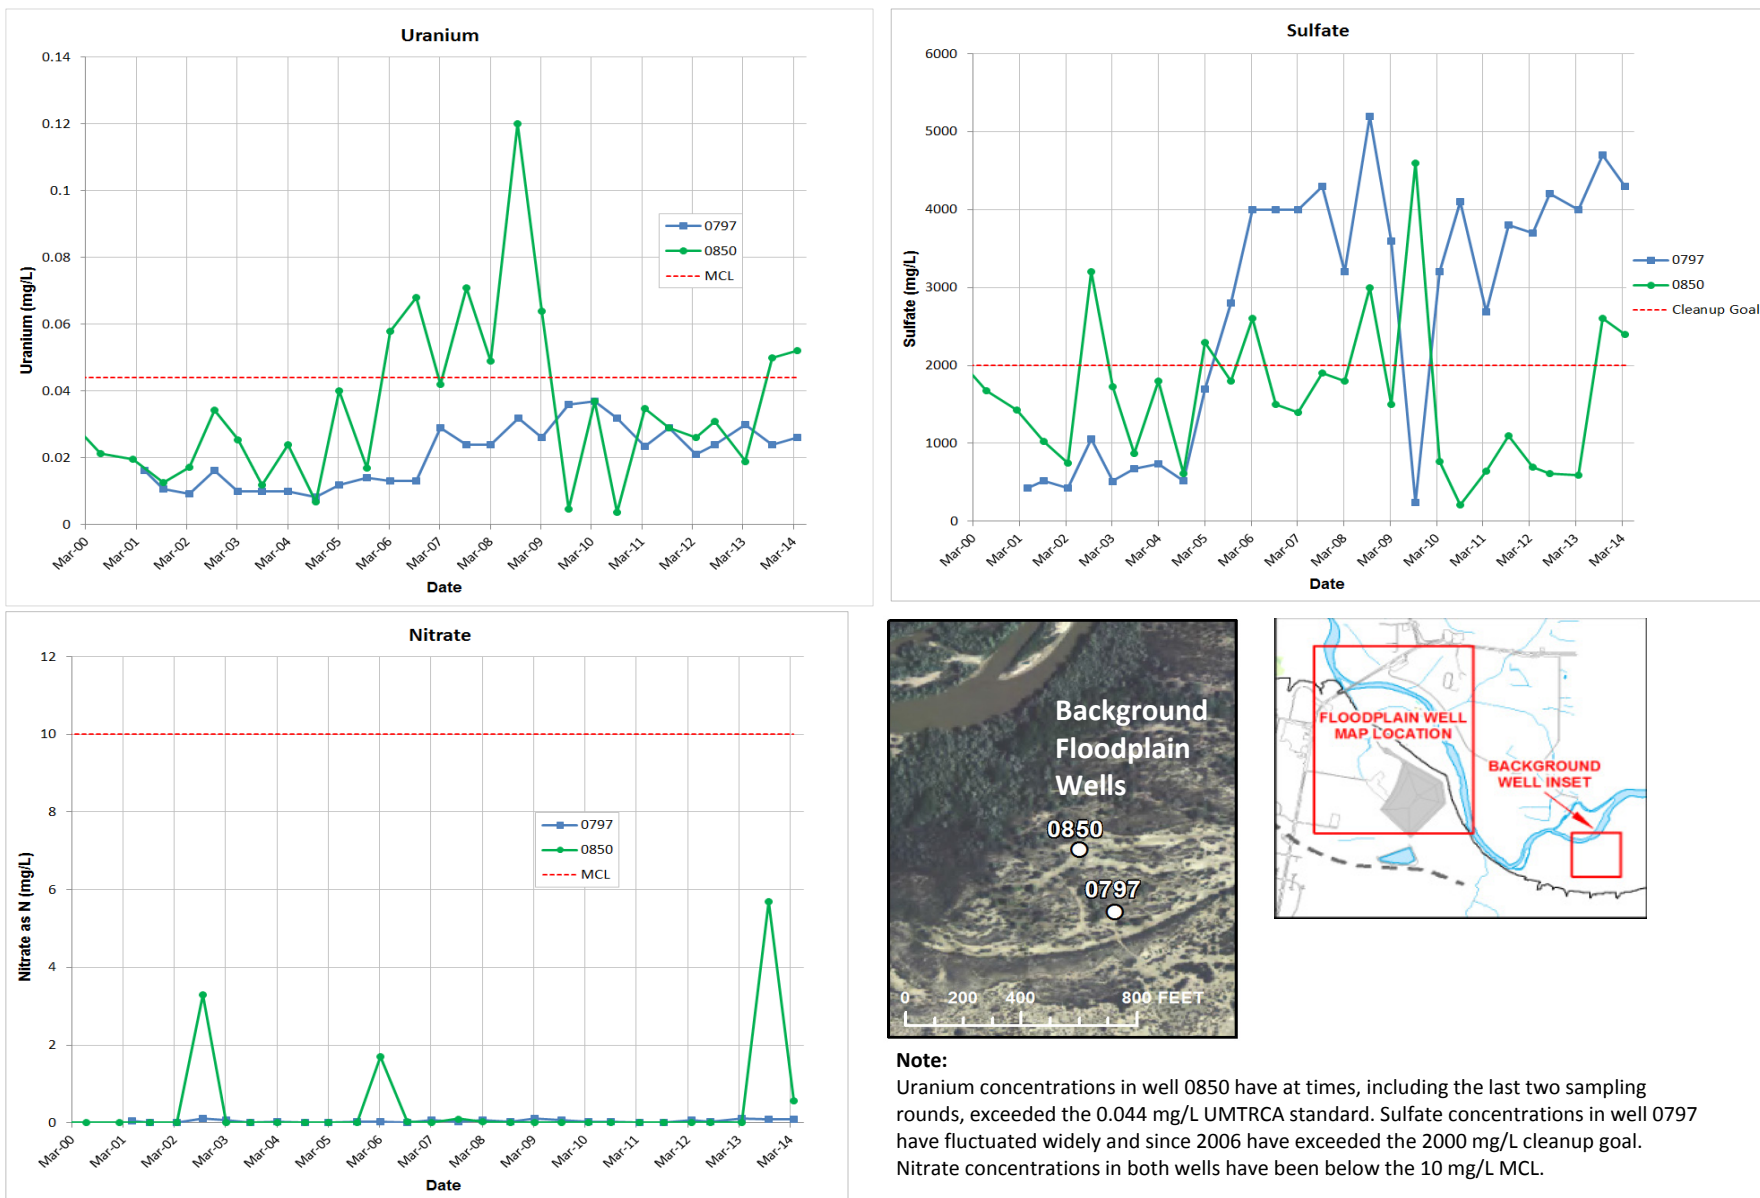 Uranium
0.14
0.12
0.1
0.08
0.06
0.04
0.02
0
Uranium (mg/L)
0797
0850
MCL
Mar-00
Mar-01
Mar-02
Mar-03
Mar-04
Mar-05
Mar-06
Mar-07
Mar-08
Mar-09
Mar-10
Mar-11
Mar-12
Mar-13
Mar-14
Date
Sulfate
6000
5000
4000
3000
2000
1000
0
Sulfate (mg/L)
0797
0850
Cleanup Goal
Mar-00
Mar-01
Mar-02
Mar-03
Mar-04
Mar-05
Mar-06
Mar-07
Mar-08
Mar-09
Mar-10
Mar-11
Mar-12
Mar-13
Mar-14
Date
Nitrate
12
10
8
6
4
2
0
Nitrate as N (mg/L)
0797
0850
MCL
Mar-00
Mar-01
Mar-02
Mar-03
Mar-04
Mar-05
Mar-06
Mar-07
Mar-08
Mar-09
Mar-10
Mar-11
Mar-12
Mar-13
Mar-14
Date
Background
Floodplain
Wells
0850
0797
0 200 400 800 FEET
FLOODPLAIN WELL
MAP LOCATION
BACKGROUND
WELL INSET
Note:
Uranium concentrations in well 0850 have at times, including the last two sampling
rounds, exceeded the 0.044 mg/L UMTRCA standard. Sulfate concentrations in well 0797
have fluctuated widely and since 2006 have exceeded the 2000 mg/L cleanup goal.
Nitrate concentrations in both wells have been below the 10 mg/L MCL.